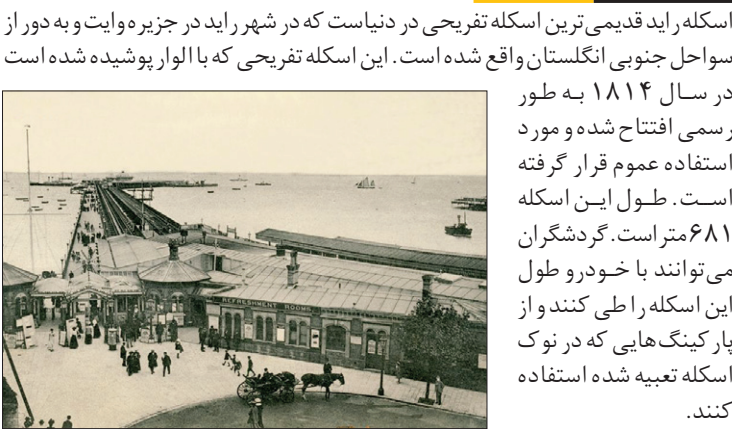 اسکله راید قدیمی‌ترین اسکله تفریحی در دنیاست که در شهر راید در جزیره وایت و به دور از
سواحل جنوبی انگلستان واقع شده است. این اسکله تفریحی که با الوار پوشیده شده است
در سال ۱۸۱۴ به طور
رسمی افتتاح شده و مورد
استفاده عموم قرار گرفته
است. طول این اسکله
۶۸۱ متر است. گردشگران
می‌توانند با خودرو طول
این اسکله را طی کنند و از
پارکینگ‌هایی که در نوک
اسکله تعبیه شده استفاده
کنند.
REFRESHMENT ROOMS